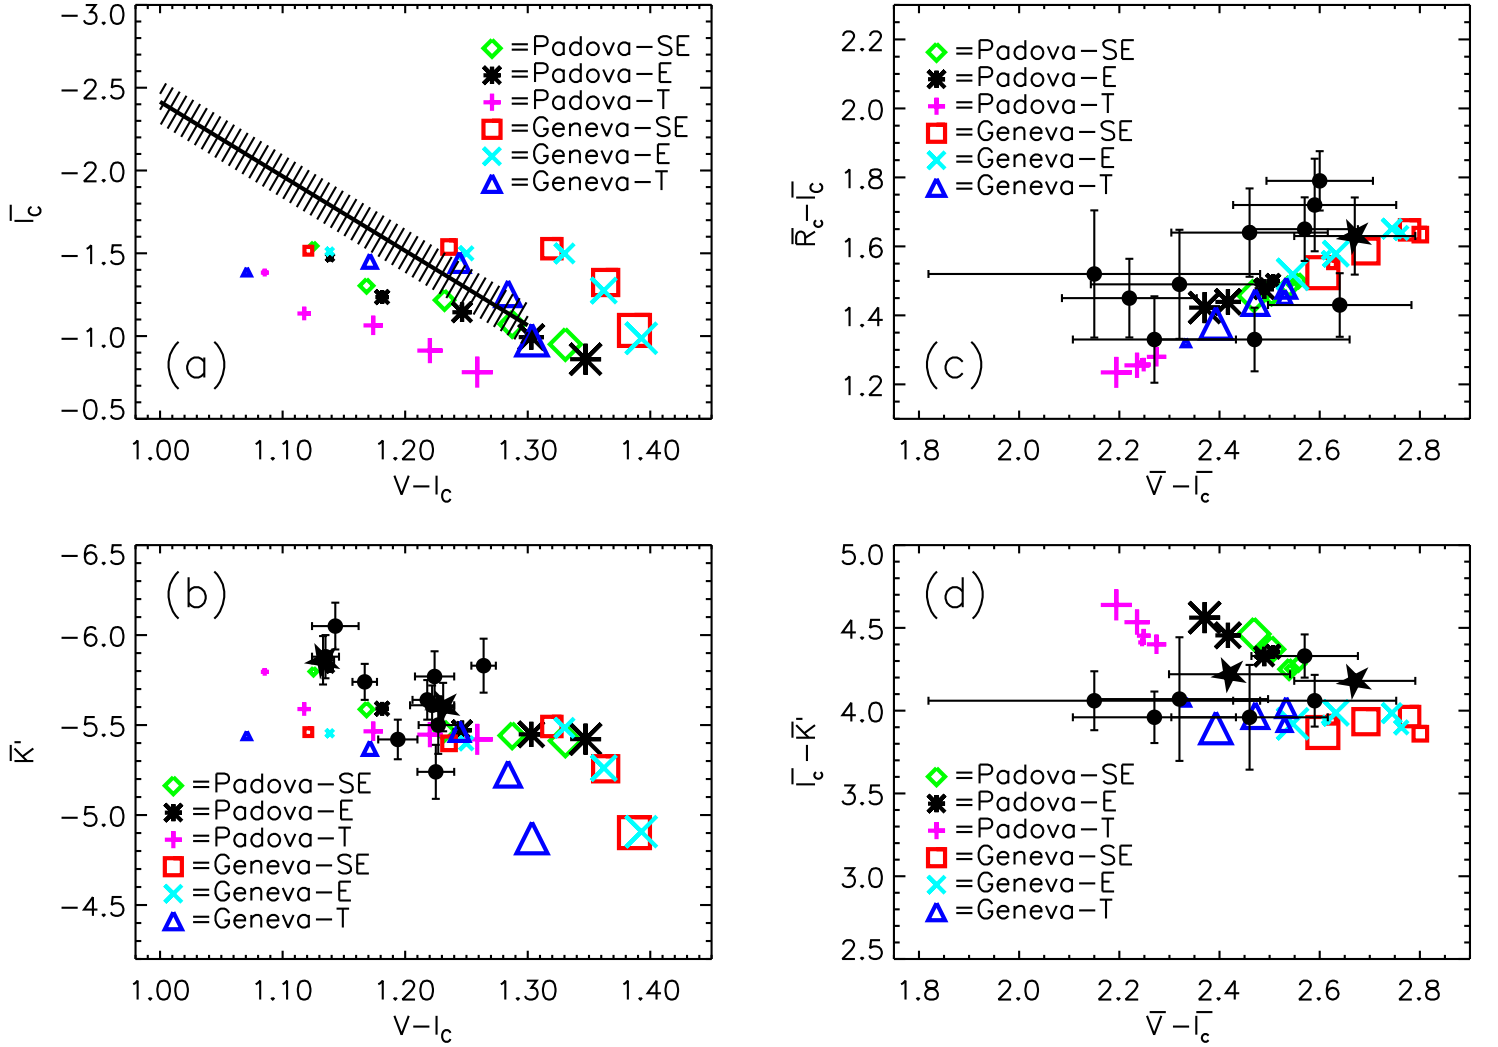 −3.0
−2.5
−2.0
−1.5
−1.0
−0.5
I̅_C
◇ =Padova−SE
✱ =Padova−E
+ =Padova−T
□ =Geneva−SE
× =Geneva−E
△ =Geneva−T
(a)
1.00 1.10 1.20 1.30 1.40
V−I_C
2.2
2.0
1.8
1.6
1.4
1.2
R̅_c−I̅_C
◇ =Padova−SE
✱ =Padova−E
+ =Padova−T
□ =Geneva−SE
× =Geneva−E
△ =Geneva−T
(c)
1.8 2.0 2.2 2.4 2.6 2.8
V̅ −I̅_c
−6.5
−6.0
−5.5
−5.0
−4.5
K̅'
(b)
◇ =Padova−SE
✱ =Padova−E
+ =Padova−T
□ =Geneva−SE
× =Geneva−E
△ =Geneva−T
1.00 1.10 1.20 1.30 1.40
V−I_C
5.0
4.5
4.0
3.5
3.0
2.5
I̅_c−K̅'
(d)
◇ =Padova−SE
✱ =Padova−E
+ =Padova−T
□ =Geneva−SE
× =Geneva−E
△ =Geneva−T
1.8 2.0 2.2 2.4 2.6 2.8
V̅ −I̅_c